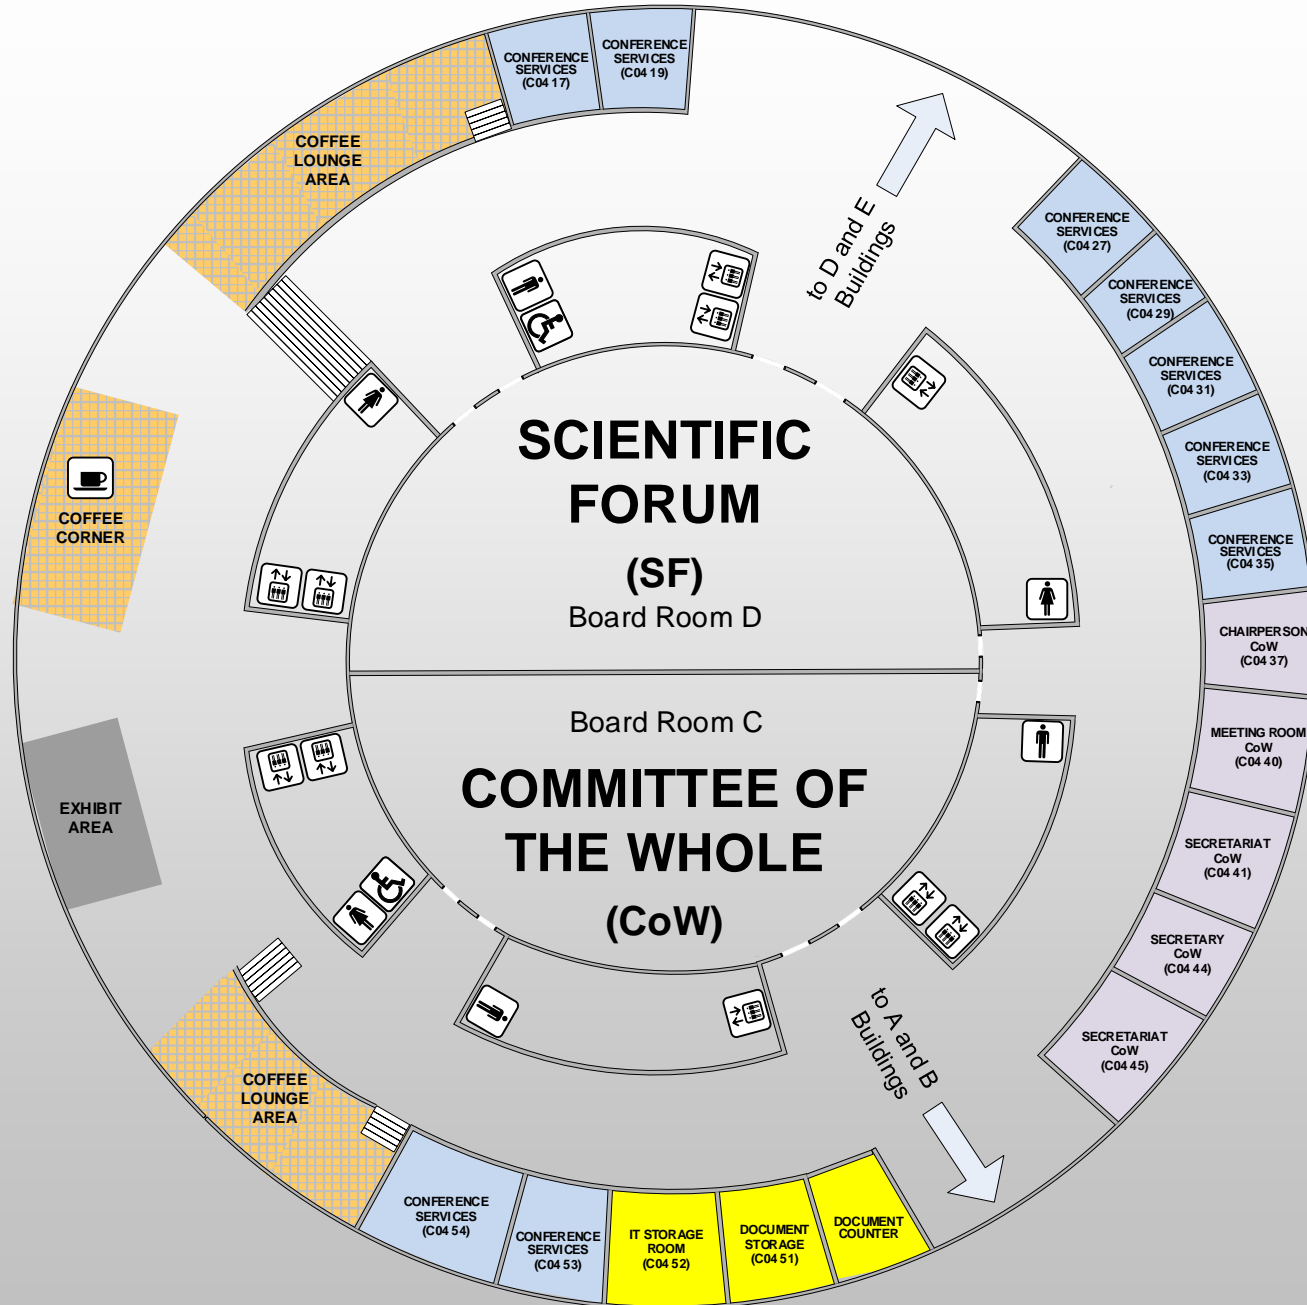 CONFERENCE
SERVICES
(C04 17)
CONFERENCE
SERVICES
(C04 19)
COFFEE
LOUNGE
AREA
to D and E
Buildings
CONFERENCE
SERVICES
(C04 27)
CONFERENCE
SERVICES
(C04 29)
CONFERENCE
SERVICES
(C04 31)
CONFERENCE
SERVICES
(C04 33)
CONFERENCE
SERVICES
(C04 35)
COFFEE
CORNER
SCIENTIFIC
FORUM
(SF)
Board Room D
CHAIRPERSON
CoW
(C04 37)
Board Room C
COMMITTEE OF
THE WHOLE
(CoW)
MEETING ROOM
CoW
(C04 40)
EXHIBIT
AREA
SECRETARIAT
CoW
(C04 41)
SECRETARY
CoW
(C04 44)
SECRETARIAT
CoW
(C04 45)
to A and B
Buildings
COFFEE
LOUNGE
AREA
CONFERENCE
SERVICES
(C04 54)
CONFERENCE
SERVICES
(C04 53)
IT STORAGE
ROOM
(C04 52)
DOCUMENT
STORAGE
(C04 51)
DOCUMENT
COUNTER